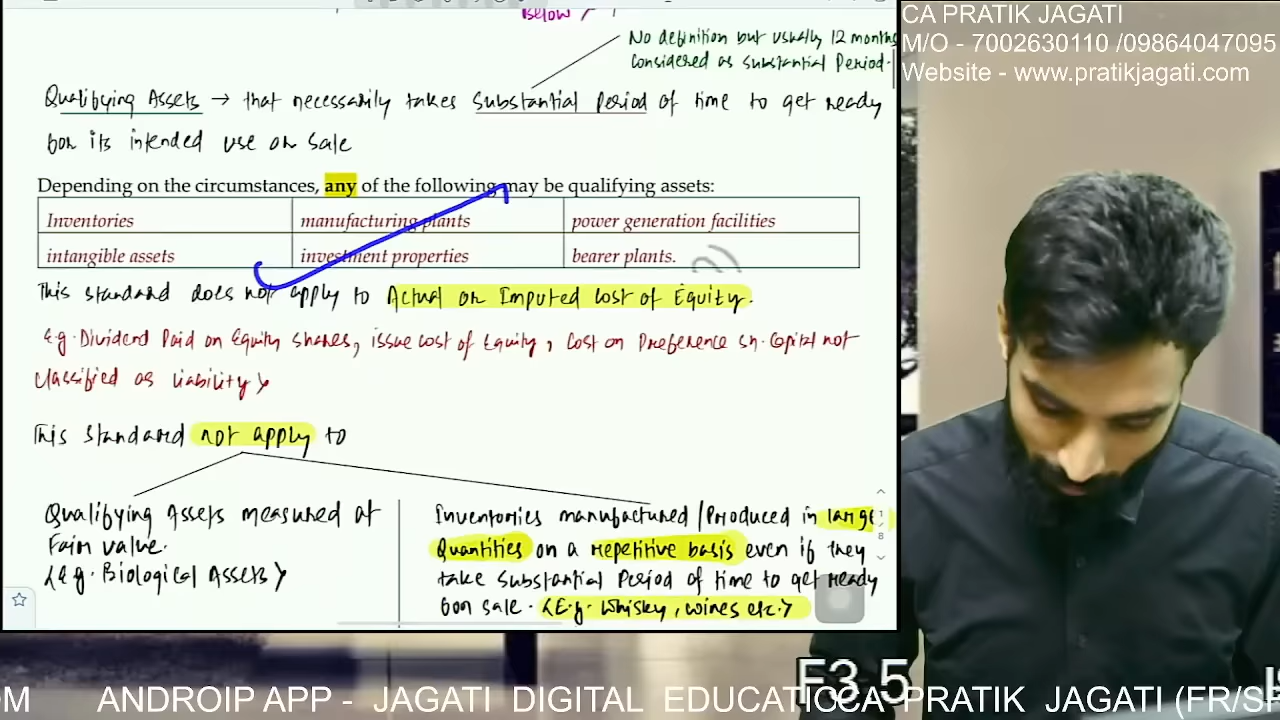 Below
No definition but usually 12 months
considered as substantial Period.
Qualifying Assets → that necessarily takes Substantial Period of time to get ready
for its intended use or sale
Depending on the circumstances, any of the following may be qualifying assets:
Inventories manufacturing plants power generation facilities
intangible assets investment properties bearer plants.
This standard does not apply to Actual or Imputed Cost of Equity.
E.g. Dividend Paid on Equity shares, issue cost of Equity, Cost on Preference sh. Capital not
classified as liability>
This Standard not apply to
Qualifying Assets measured at
Fair value.
<E.g. Biological Assets>
Inventories manufactured/Produced in large
Quantities on a repetitive basis even if they
take substantial Period of time to get ready
for sale. <E.g. Whisky, wines etc.>
CA PRATIK JAGATI
M/O - 7002630110 /09864047095
Website - www.pratikjagati.com
F3.5
OM ANDROIP APP - JAGATI DIGITAL EDUCATIO
CA PRATIK JAGATI (FR/SF